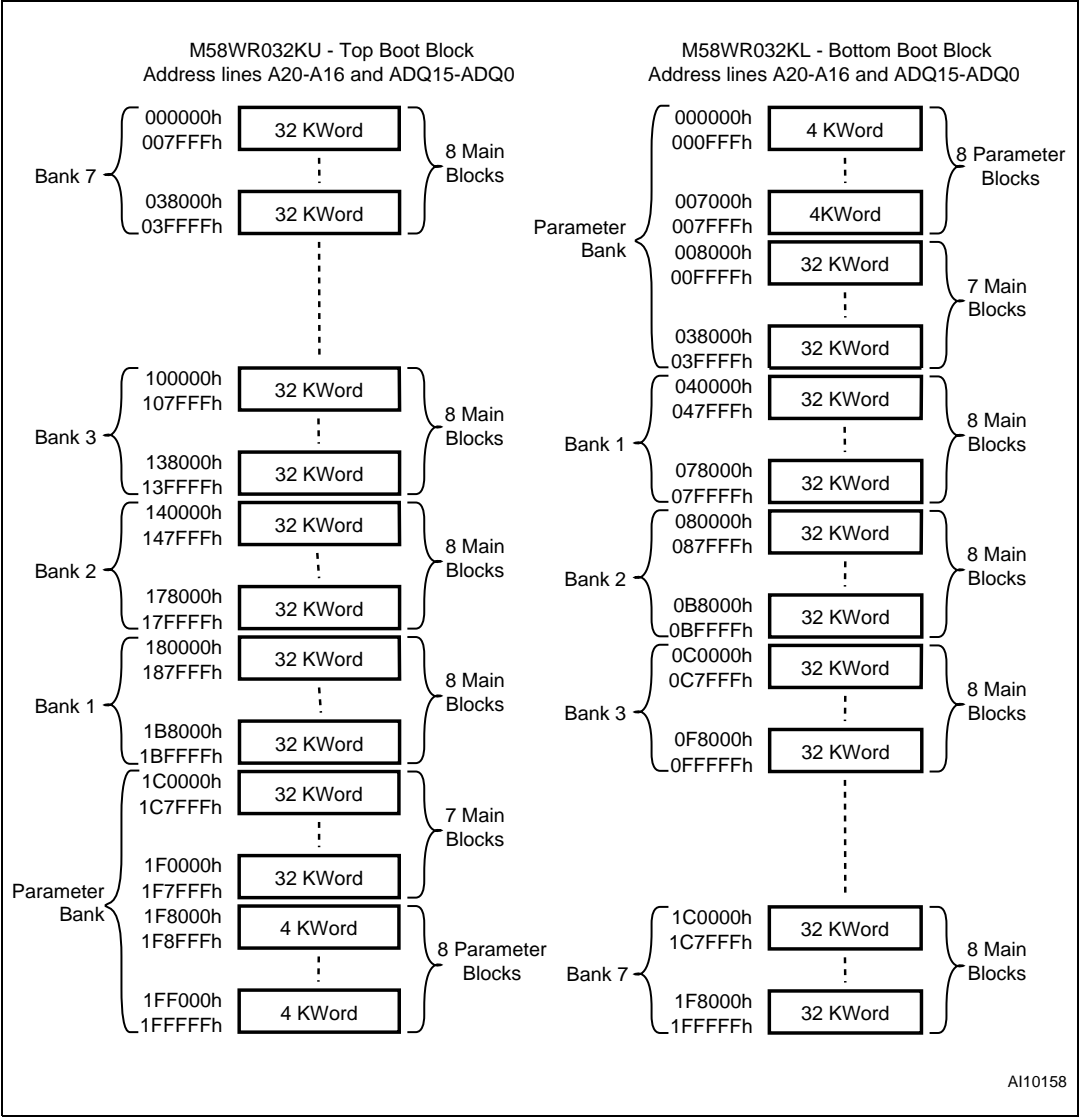 M58WR032KU - Top Boot Block
Address lines A20-A16 and ADQ15-ADQ0
Bank 7
000000h
007FFFh
32 KWord
038000h
03FFFFh
32 KWord
8 Main
Blocks
Bank 3
100000h
107FFFh
32 KWord
138000h
13FFFFh
32 KWord
8 Main
Blocks
Bank 2
140000h
147FFFh
32 KWord
178000h
17FFFFh
32 KWord
8 Main
Blocks
Bank 1
180000h
187FFFh
32 KWord
1B8000h
1BFFFFh
32 KWord
8 Main
Blocks
Parameter
Bank
1C0000h
1C7FFFh
32 KWord
1F0000h
1F7FFFh
32 KWord
7 Main
Blocks
1F8000h
1F8FFFh
4 KWord
1FF000h
1FFFFFh
4 KWord
8 Parameter
Blocks
M58WR032KL - Bottom Boot Block
Address lines A20-A16 and ADQ15-ADQ0
Parameter
Bank
000000h
000FFFh
4 KWord
007000h
007FFFh
4KWord
8 Parameter
Blocks
008000h
00FFFFh
32 KWord
038000h
03FFFFh
32 KWord
7 Main
Blocks
Bank 1
040000h
047FFFh
32 KWord
078000h
07FFFFh
32 KWord
8 Main
Blocks
Bank 2
080000h
087FFFh
32 KWord
0B8000h
0BFFFFh
32 KWord
8 Main
Blocks
Bank 3
0C0000h
0C7FFFh
32 KWord
0F8000h
0FFFFFh
32 KWord
8 Main
Blocks
Bank 7
1C0000h
1C7FFFh
32 KWord
1F8000h
1FFFFFh
32 KWord
8 Main
Blocks
AI10158